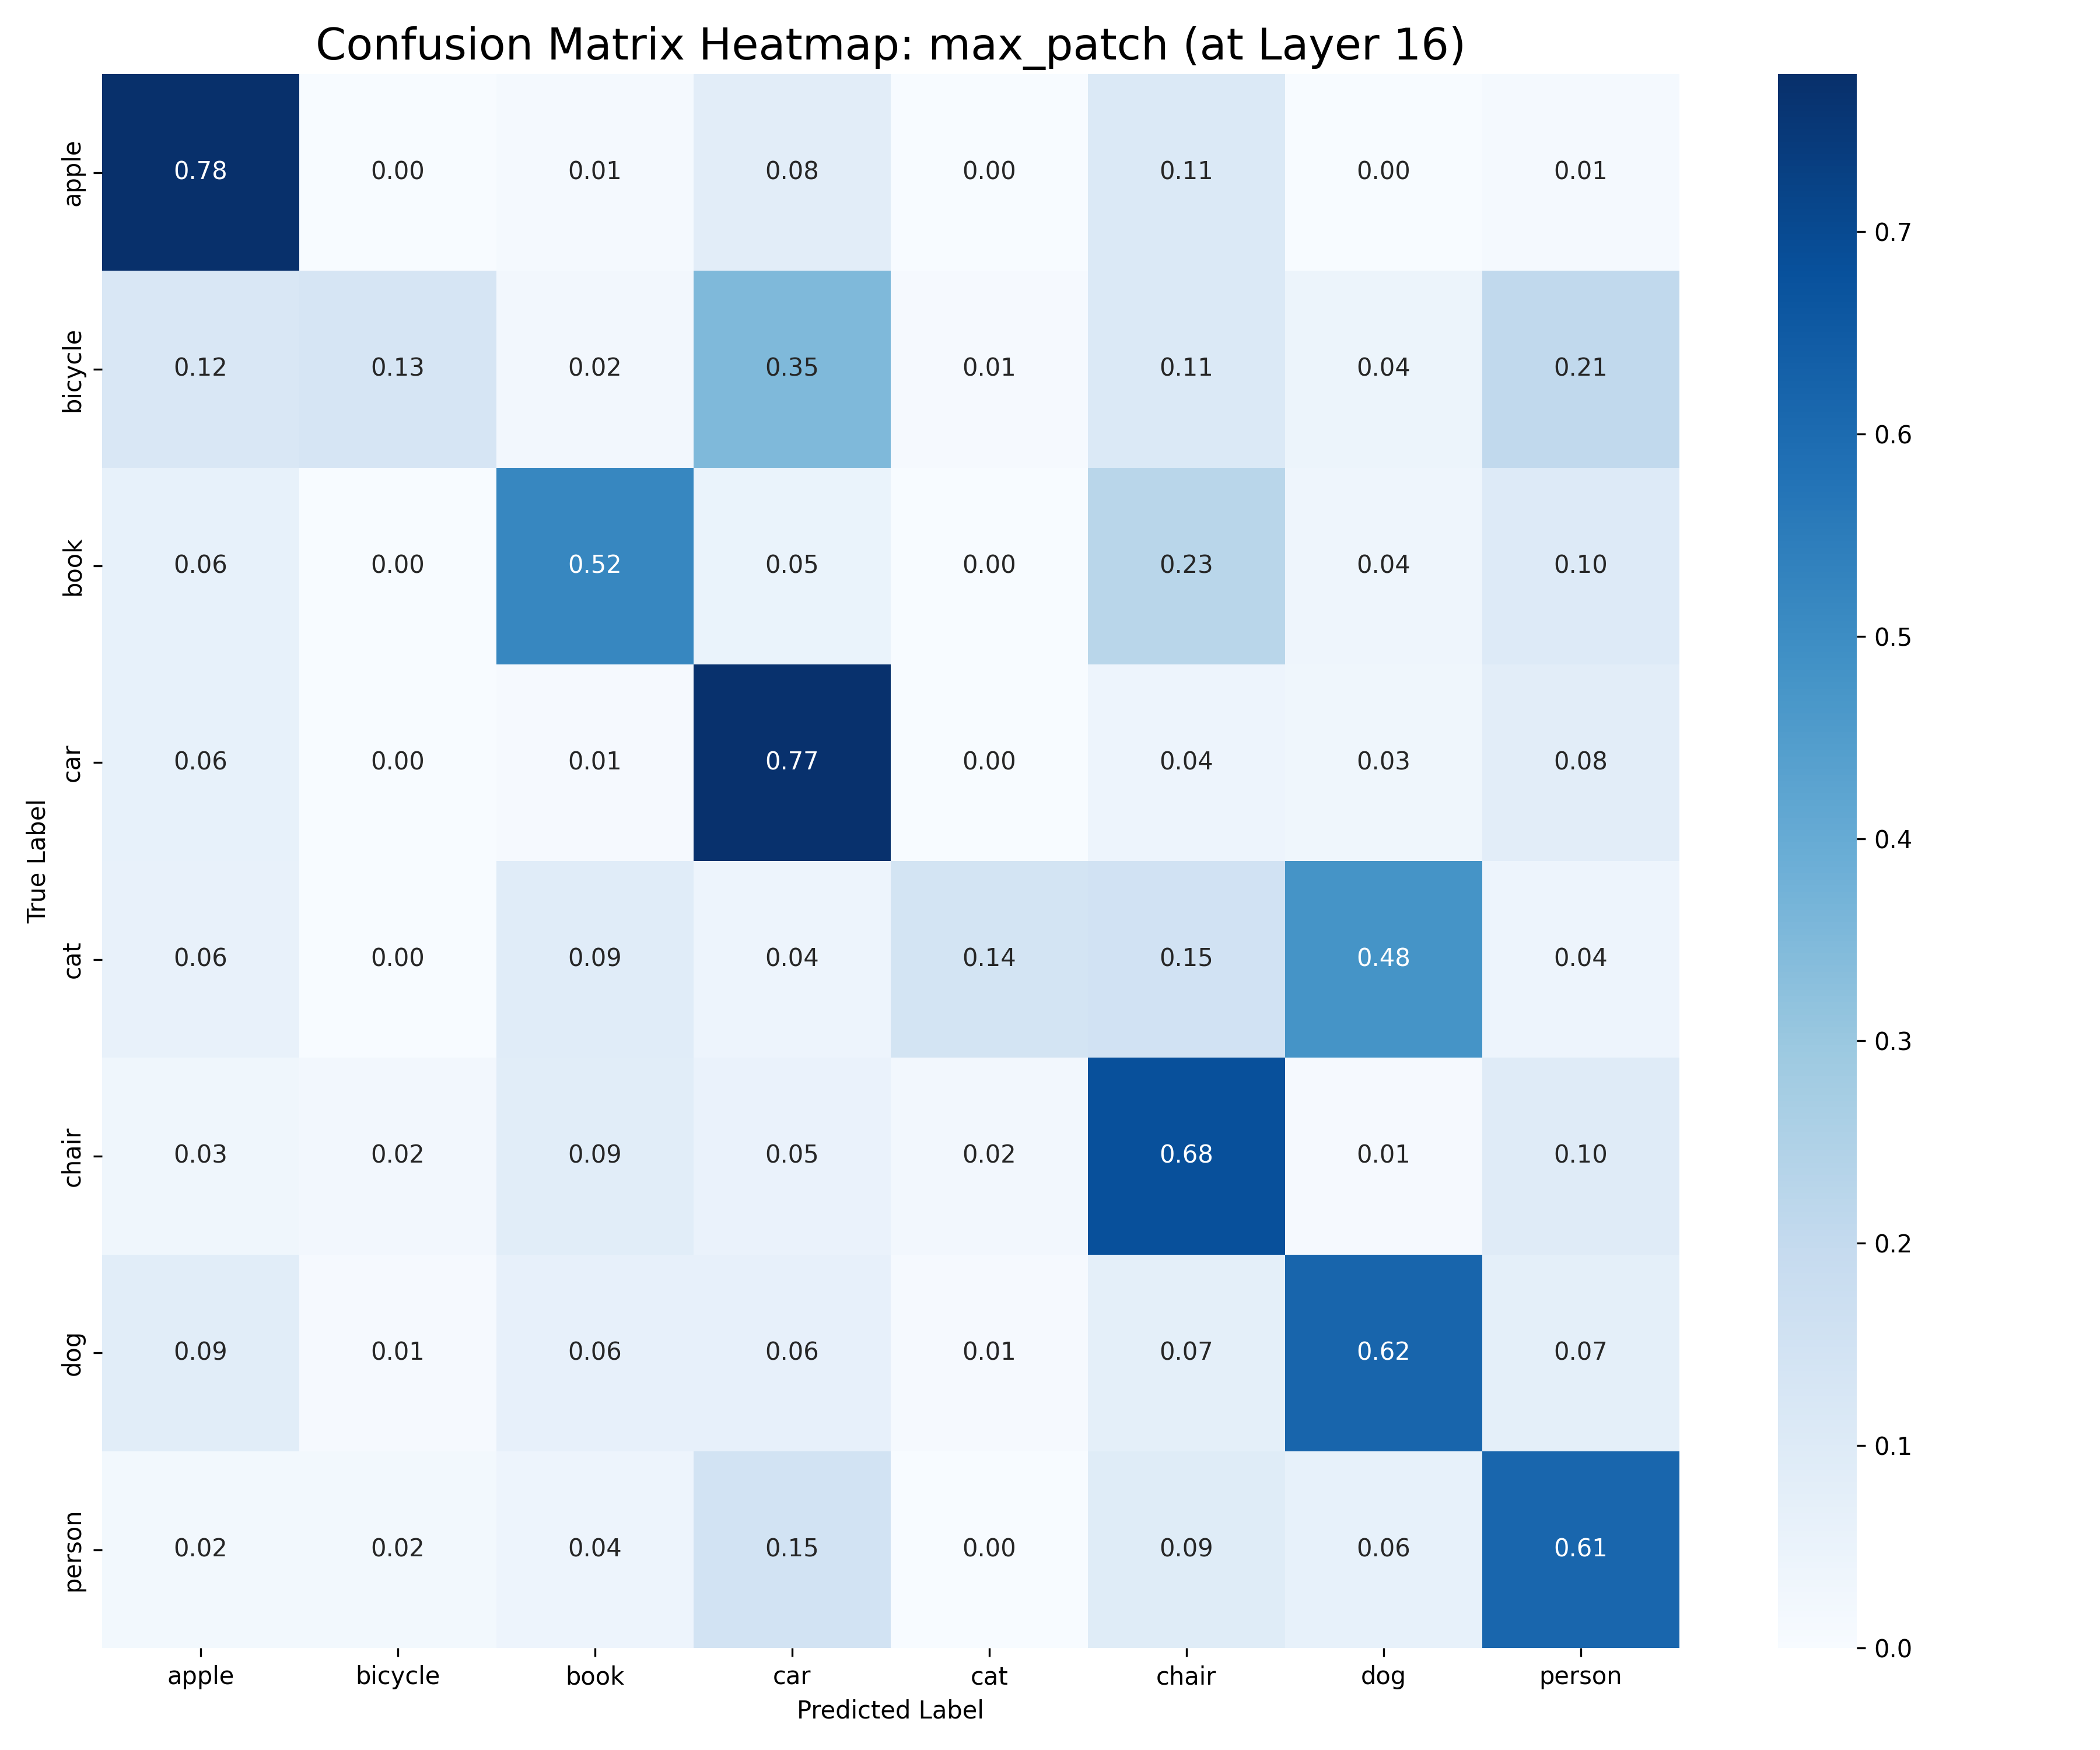 Confusion Matrix Heatmap: max_patch (at Layer 16)
apple 0.78 0.00 0.01 0.08 0.00 0.11 0.00 0.01
bicycle 0.12 0.13 0.02 0.35 0.01 0.11 0.04 0.21
book 0.06 0.00 0.52 0.05 0.00 0.23 0.04 0.10
car 0.06 0.00 0.01 0.77 0.00 0.04 0.03 0.08
cat 0.06 0.00 0.09 0.04 0.14 0.15 0.48 0.04
chair 0.03 0.02 0.09 0.05 0.02 0.68 0.01 0.10
dog 0.09 0.01 0.06 0.06 0.01 0.07 0.62 0.07
person 0.02 0.02 0.04 0.15 0.00 0.09 0.06 0.61
apple bicycle book car cat chair dog person
Predicted Label
True Label
0.7
0.6
0.5
0.4
0.3
0.2
0.1
0.0